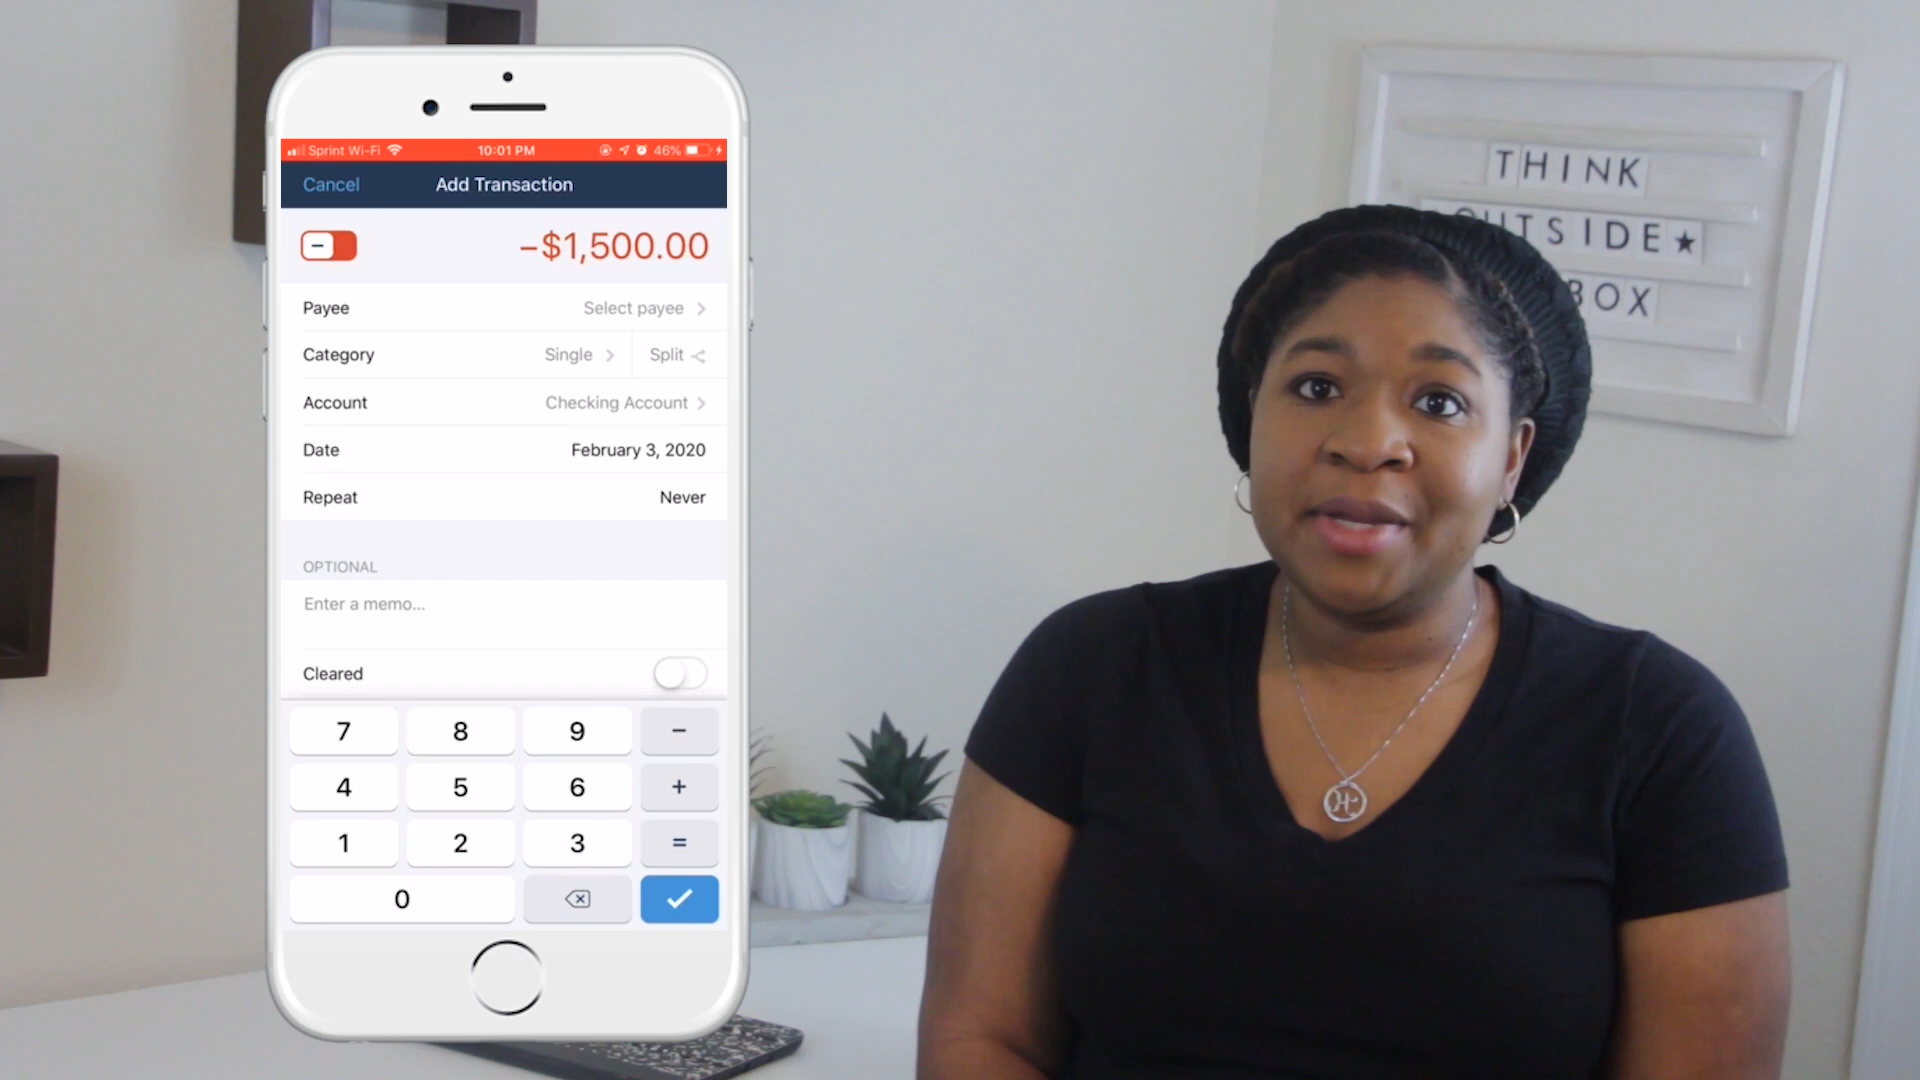 Sprint Wi-Fi 10:01 PM 46%
Cancel Add Transaction
−$1,500.00
Payee Select payee
Category Single Split
Account Checking Account
Date February 3, 2020
Repeat Never
OPTIONAL
Enter a memo...
Cleared
7 8 9 −
4 5 6 +
1 2 3 =
0
THINK
OUTSIDE★
BOX